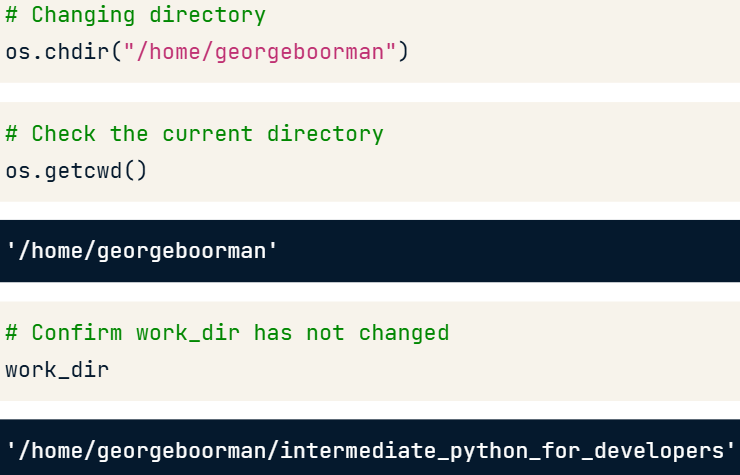 # Changing directory
os.chdir("/home/georgeboorman")
# Check the current directory
os.getcwd()
'/home/georgeboorman'
# Confirm work_dir has not changed
work_dir
'/home/georgeboorman/intermediate_python_for_developers'